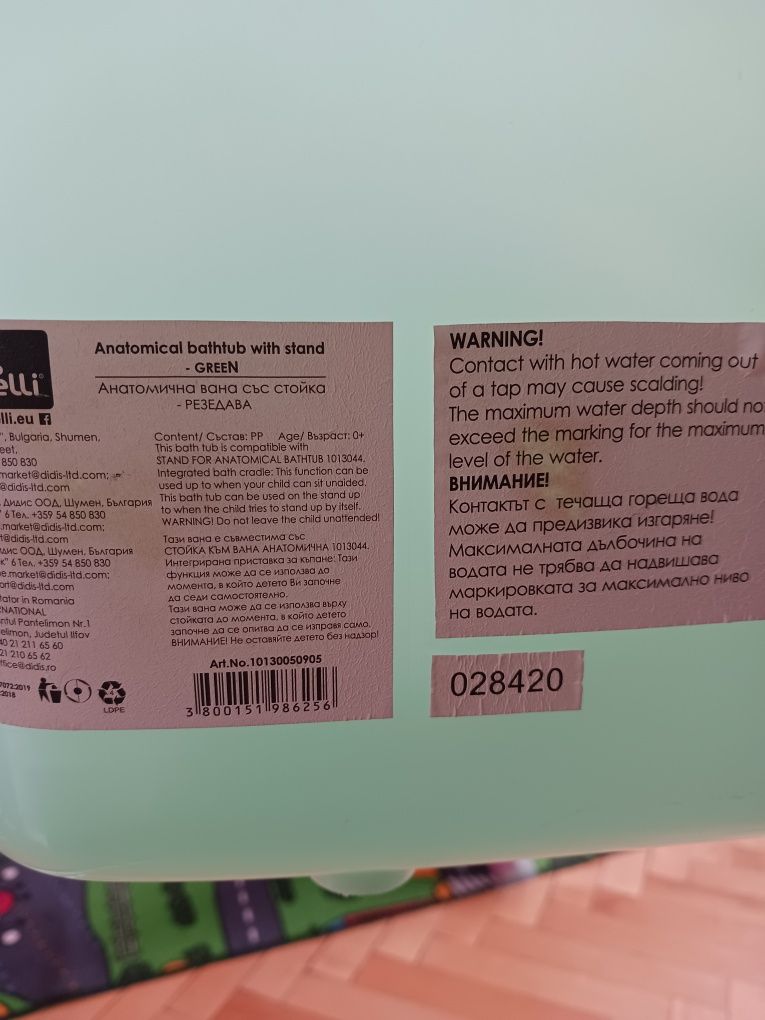 elli®
lli.eu
Anatomical bathtub with stand
- GREEN
АНАТОМИЧНА ВАНА СЪС СТОЙКА
- РЕЗЕДАВА
", Bulgaria, Shumen,
eet,
850 830
market@didis-ltd.com;
@didis-ltd.com
Дидис ООД, Шумен, България
" 6 Тел. +359 54 850 830
.market@didis-ltd.com;
t@didis-ltd.com
дис ООД, Шумен, България
к" 6 Тел. +359 54 850 830
e.market@didis-ltd.com;
ort@didis-ltd.com
tator in Romania
RNATIONAL
ntul Pantelimon Nr.1
elimon, Judetul Ilfov
40 21 211 65 60
21 210 65 62
ffice@didis.ro
7072:2019
:2018
LDPE
Content/ Състав: PP Age/ Възраст: 0+
This bath tub is compatible with
STAND FOR ANATOMICAL BATHTUB 1013044.
Integrated bath cradle: This function can be
used up to when your child can sit unaided.
This bath tub can be used on the stand up
to when the child tries to stand up by itself.
WARNING! Do not leave the child unattended!
Тази вана е съвместима със
СТОЙКА КЪМ ВАНА АНАТОМИЧНА 1013044.
Интегрирана приставка за къпане: Тази
функция може да се използва до
момента, в който детето Ви започне
да седи самостоятелно.
Тази вана може да се използва върху
стойката до момента, в който детето
започне да се опитва да се изправя само.
ВНИМАНИЕ! Не оставяйте детето без надзор!
Art.No.10130050905
3 800151 986256
WARNING!
Contact with hot water coming out
of a tap may cause scalding!
The maximum water depth should no
exceed the marking for the maximum
level of the water.
ВНИМАНИЕ!
Контактът с течаща гореща вода
може да предизвика изгаряне!
Максималната дълбочина на
водата не трябва да надвишава
маркировката за максимално ниво
на водата.
028420